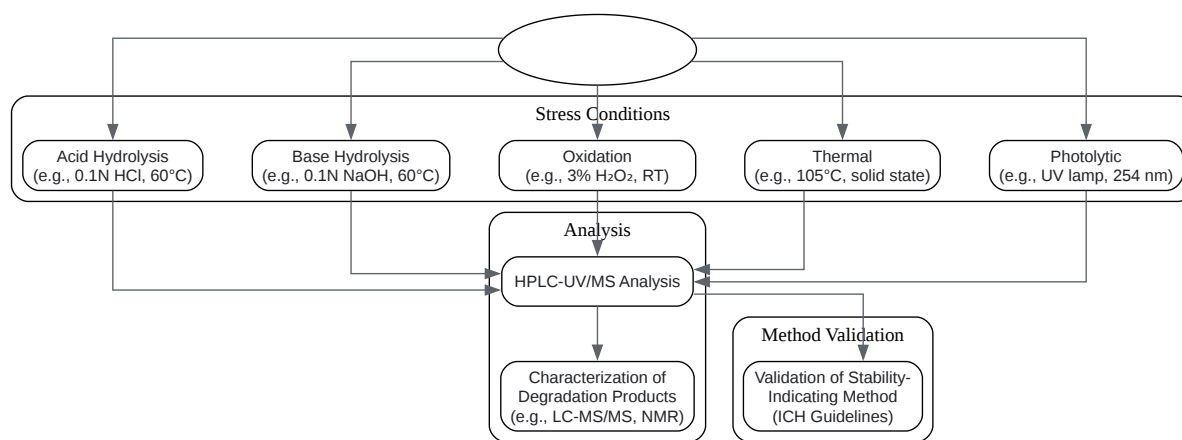 Stress Conditions
Acid Hydrolysis
(e.g., 0.1N HCl, 60°C)
Base Hydrolysis
(e.g., 0.1N NaOH, 60°C)
Oxidation
(e.g., 3% H₂O₂, RT)
Thermal
(e.g., 105°C, solid state)
Photolytic
(e.g., UV lamp, 254 nm)
Analysis
HPLC-UV/MS Analysis
Characterization of
Degradation Products
(e.g., LC-MS/MS, NMR)
Method Validation
Validation of Stability-
Indicating Method
(ICH Guidelines)